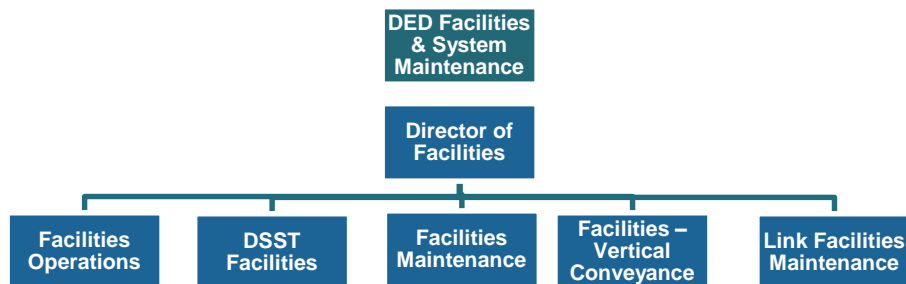 DED Facilities
& System
Maintenance
Director of
Facilities
Facilities
Operations
DSST
Facilities
Facilities
Maintenance
Facilities –
Vertical
Conveyance
Link Facilities
Maintenance